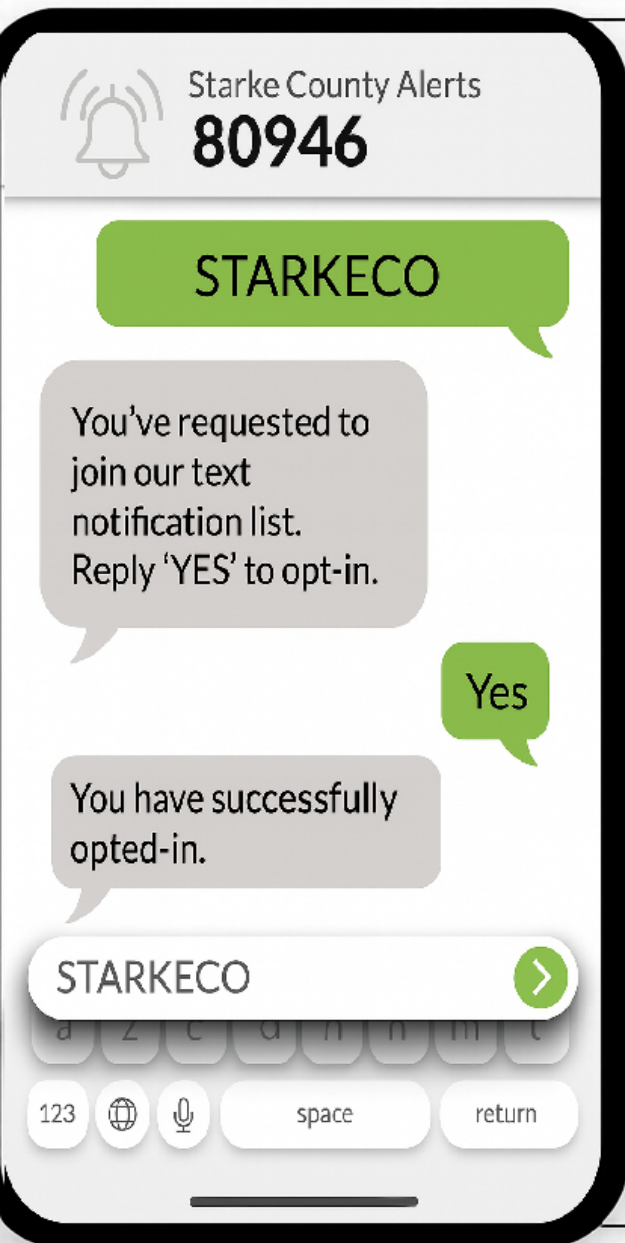 Starke County Alerts
80946
STARKECO
You've requested to
join our text
notification list.
Reply ‘YES’ to opt-in.
Yes
You have successfully
opted-in.
STARKECO
a z c d n n m t
123 space return